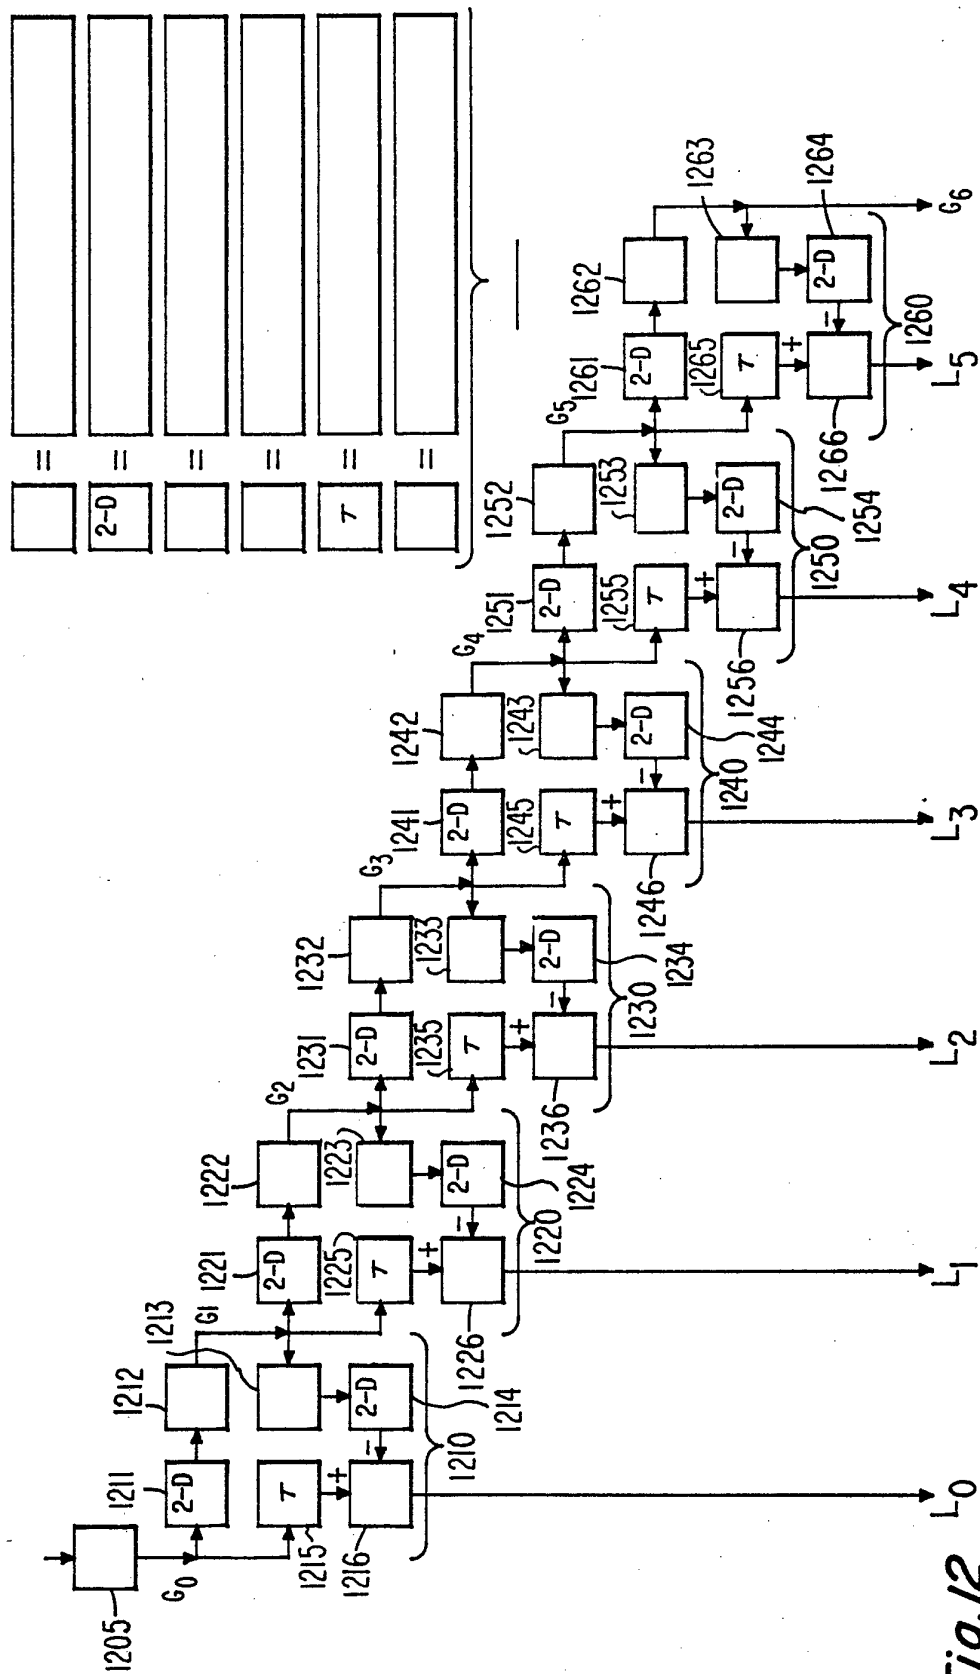 2-D =
T =
=
=
=
=
1205
G0
1211
2-D
1212
G1
1213
1215
T
1216
+
−
2-D
1214
1210
L0
1221
2-D
1222
G2
1223
1225
T
1226
+
−
2-D
1224
1220
L1
1231
2-D
1232
G3
1233
1235
T
1236
+
−
2-D
1234
1230
L2
1241
2-D
1242
G4
1243
1245
T
1246
+
−
2-D
1244
1240
L3
1251
2-D
1252
G5
1253
1255
T
1256
+
−
2-D
1254
1250
L4
1261
2-D
1262
1263
1265
T
1266
+
−
2-D
1264
1260
L5
G6
Fig. 12